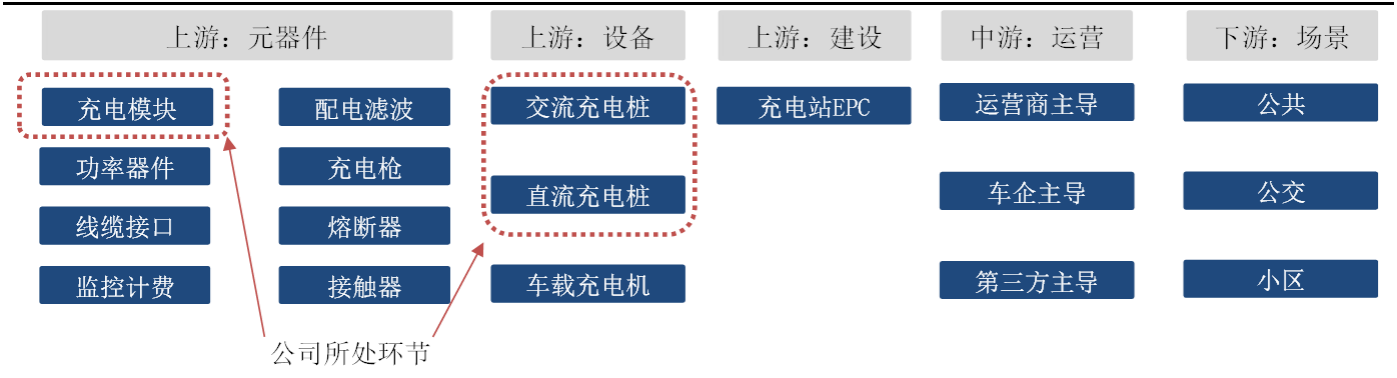 上游：元器件
上游：设备
上游：建设
中游：运营
下游：场景
充电模块
配电滤波
交流充电桩
充电站EPC
运营商主导
公共
功率器件
充电枪
直流充电桩
车企主导
公交
线缆接口
熔断器
监控计费
接触器
车载充电机
第三方主导
小区
公司所处环节